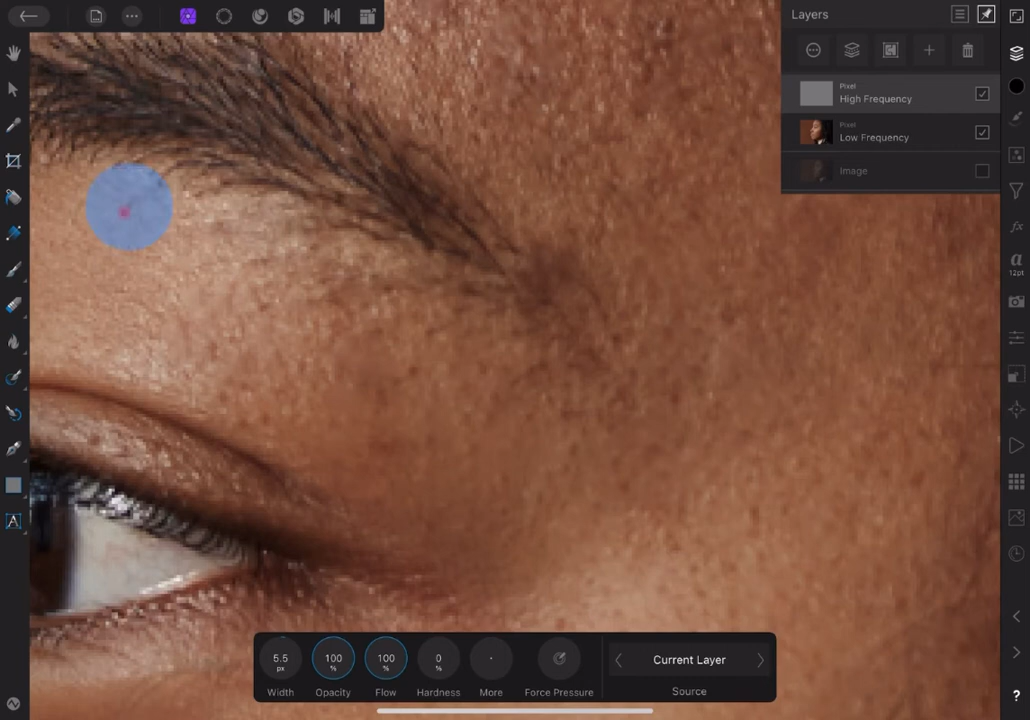 Layers
Pixel
High Frequency
Pixel
Low Frequency
Image
a
12pt
A
5.5
px
Width
100
%
Opacity
100
%
Flow
0
%
Hardness
More
Force Pressure
Current Layer
Source
?